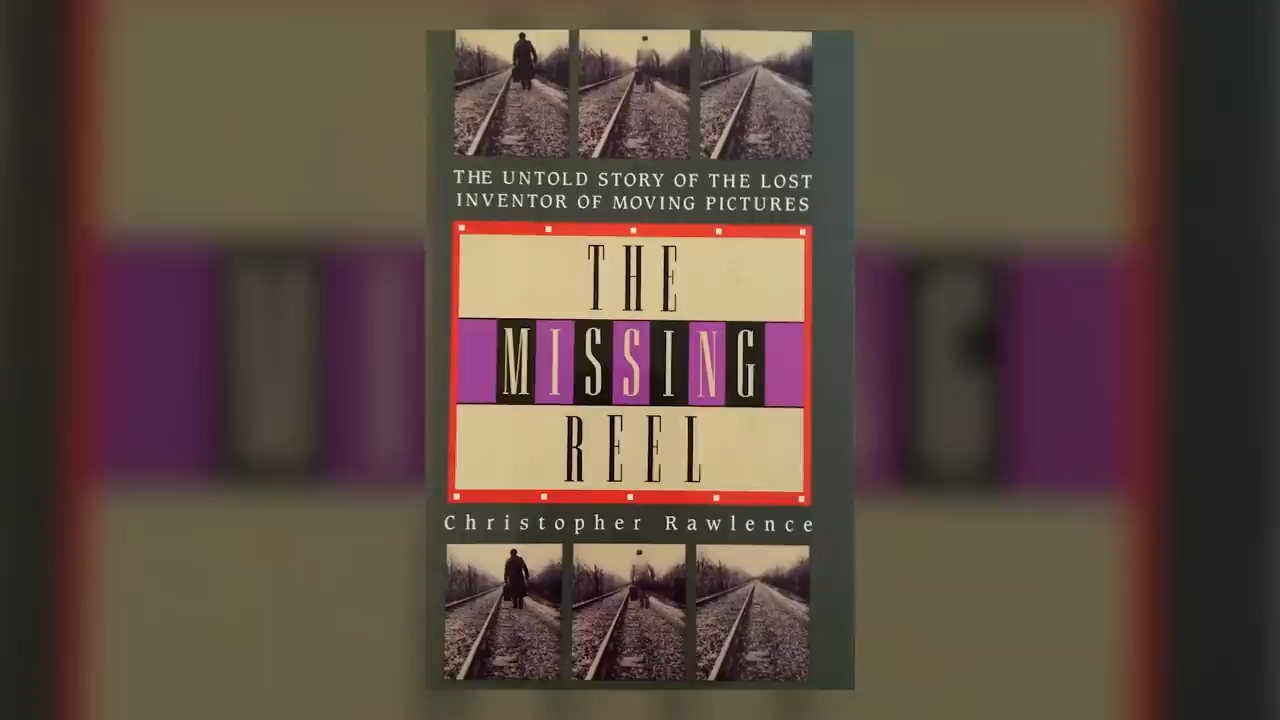 THE UNTOLD STORY OF THE LOST
INVENTOR OF MOVING PICTURES
THE
MISSING
REEL
Christopher Rawlence